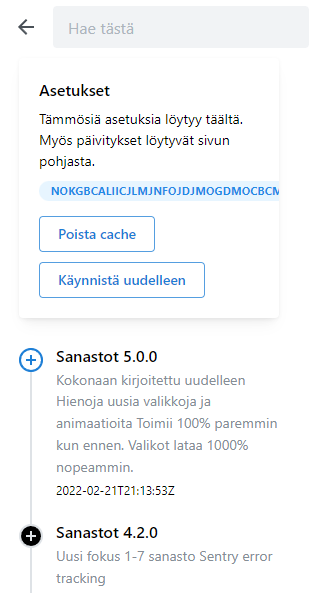 Hae tästä
Asetukset
Tämmösiä asetuksia löytyy täältä.
Myös päivitykset löytyvät sivun
pohjasta.
NOKGBCALIICJLMJNFOJDJMOGDMOCBCM
Poista cache
Käynnistä uudelleen
Sanastot 5.0.0
Kokonaan kirjoitettu uudelleen
Hienoja uusia valikkoja ja
animaatioita Toimii 100% paremmin
kun ennen. Valikot lataa 1000%
nopeammin.
2022-02-21T21:13:53Z
Sanastot 4.2.0
Uusi fokus 1-7 sanasto Sentry error
tracking